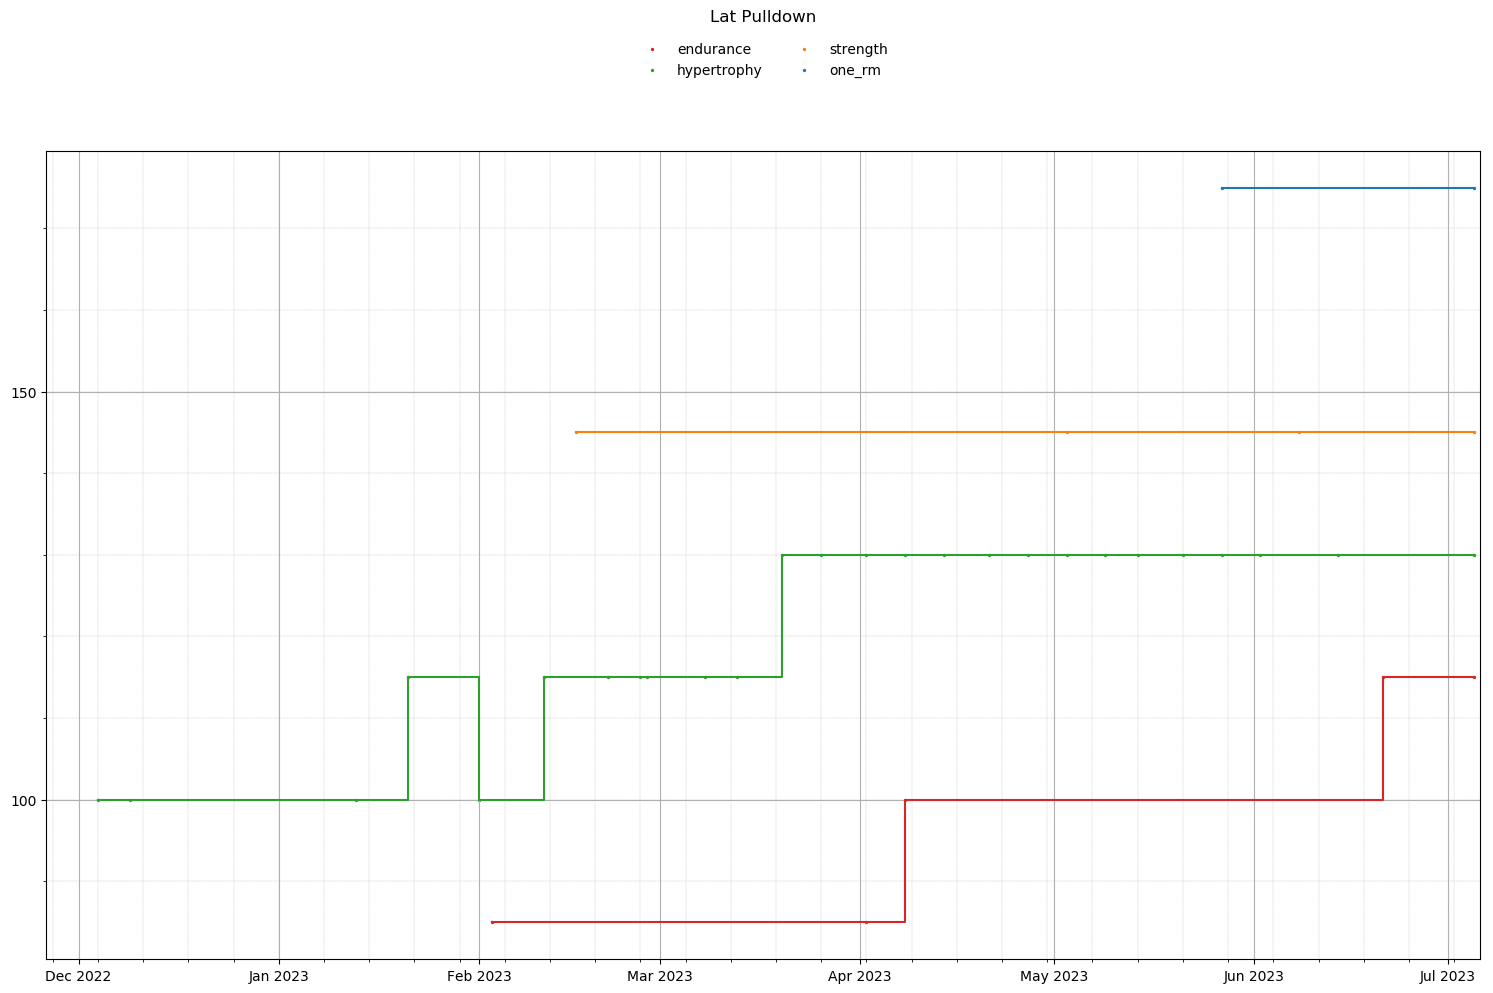 Lat Pulldown
endurance strength
hypertrophy one_rm
150
100
Dec 2022 Jan 2023 Feb 2023 Mar 2023 Apr 2023 May 2023 Jun 2023 Jul 2023